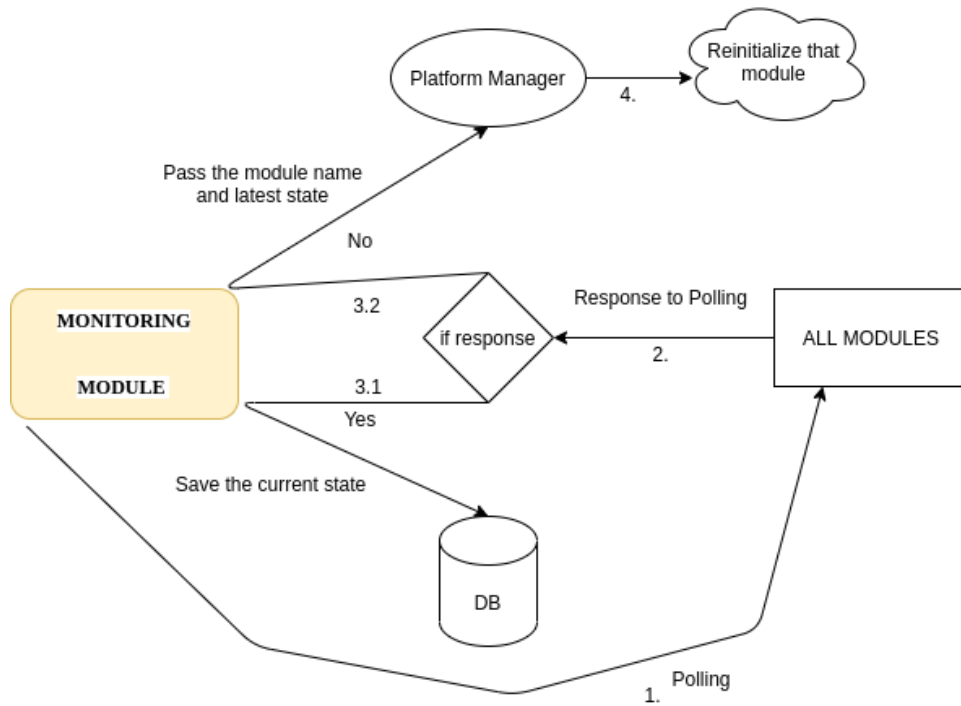 Reinitialize that
module
Platform Manager
4.
Pass the module name
and latest state
No
3.2
Response to Polling
MONITORING
MODULE
if response
ALL MODULES
2.
3.1
Yes
Save the current state
DB
Polling
1.